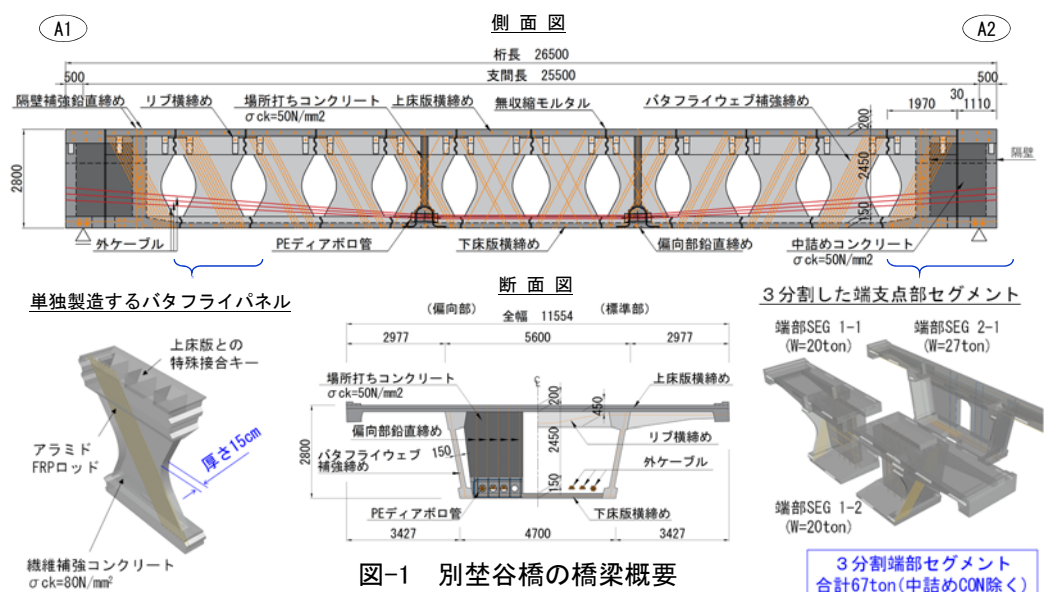 側 面 図
A1
A2
桁長 26500
支間長 25500
500
500
隔壁補強鉛直締め
リブ横締め
場所打ちコンクリート
σck=50N/mm2
上床版横締め
無収縮モルタル
バタフライウェブ補強締め
200
1970
30
1110
2800
2450
150
隔壁
外ケーブル
PEディアボロ管
下床版横締め
偏向部鉛直締め
中詰めコンクリート
σck=50N/mm2
単独製造するバタフライパネル
上床版との
特殊接合キー
アラミド
FRPロッド
厚さ15cm
繊維補強コンクリート
σck=80N/mm²
断 面 図
(偏向部)
(標準部)
全幅 11554
2977
5600
2977
場所打ちコンクリート
σck=50N/mm2
℄
200
450
上床版横締め
偏向部鉛直締め
2800
150
2450
リブ横締め
バタフライウェブ
補強締め
外ケーブル
150
PEディアボロ管
下床版横締め
3427
4700
3427
3分割した端支点部セグメント
端部SEG 1-1
(W=20ton)
端部SEG 2-1
(W=27ton)
端部SEG 1-2
(W=20ton)
3分割端部セグメント
合計67ton(中詰めCON除く)
図-1 別埜谷橋の橋梁概要